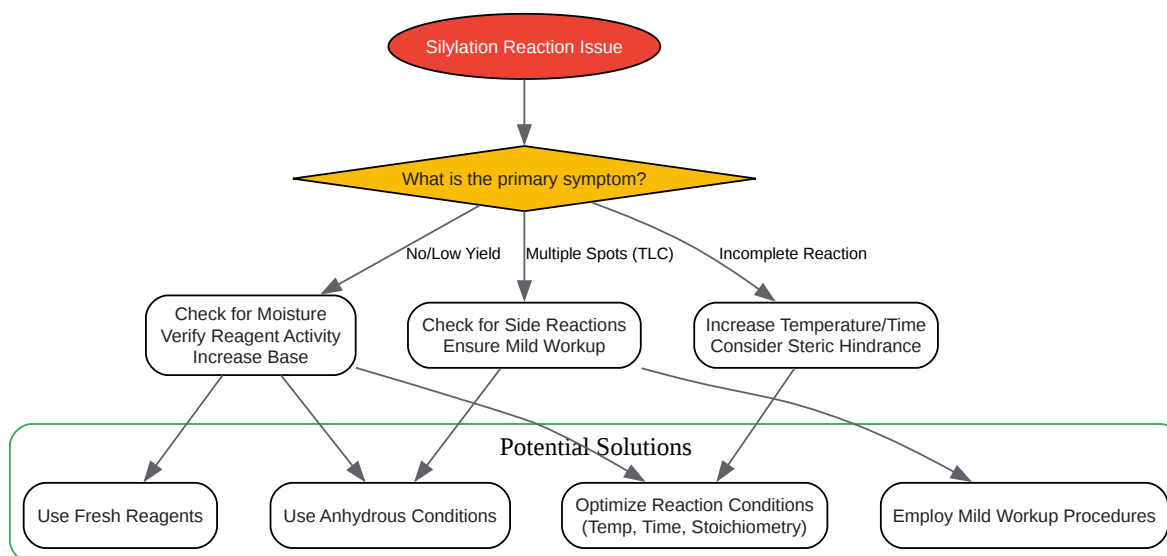 Silylation Reaction Issue
What is the primary symptom?
No/Low Yield
Multiple Spots (TLC)
Incomplete Reaction
Check for Moisture
Verify Reagent Activity
Increase Base
Check for Side Reactions
Ensure Mild Workup
Increase Temperature/Time
Consider Steric Hindrance
Potential Solutions
Use Fresh Reagents
Use Anhydrous Conditions
Optimize Reaction Conditions
(Temp, Time, Stoichiometry)
Employ Mild Workup Procedures